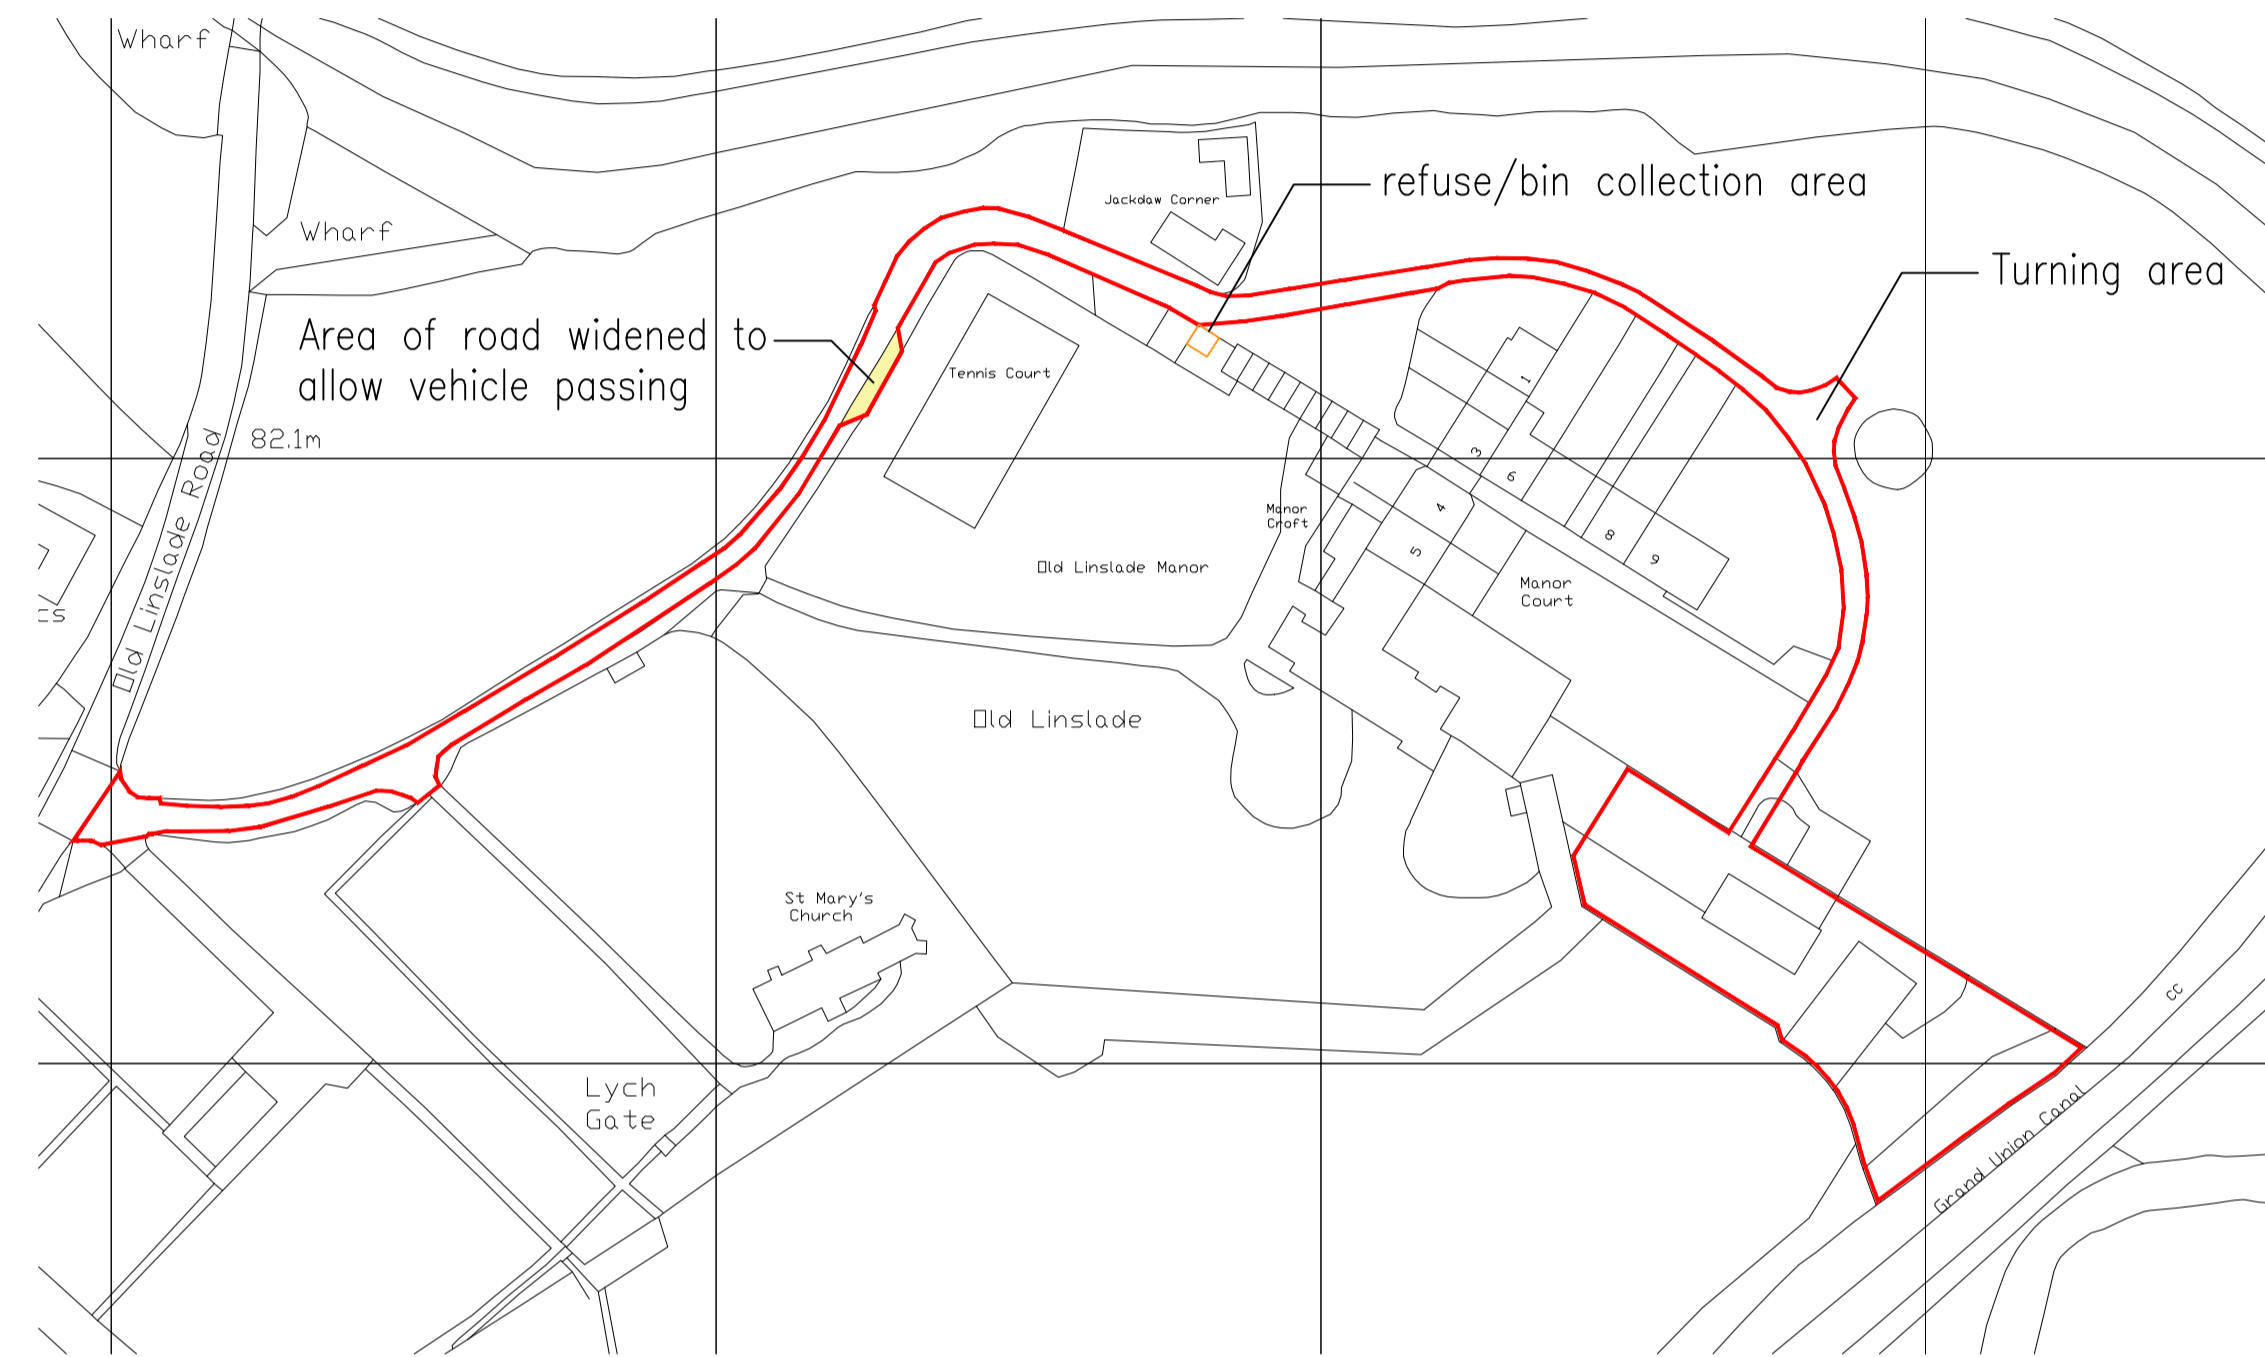 Wharf
refuse/bin collection area
Jackdaw Corner
Wharf
Turning area
Area of road widened to
allow vehicle passing
Tennis Court
1
82.1m
3
6
Old Linslade Road
4
Manor
Croft
8
5
9
Old Linslade Manor
Manor
Court
Old Linslade
St Mary's
Church
CC
Lych
Gate
Grand Union Canal